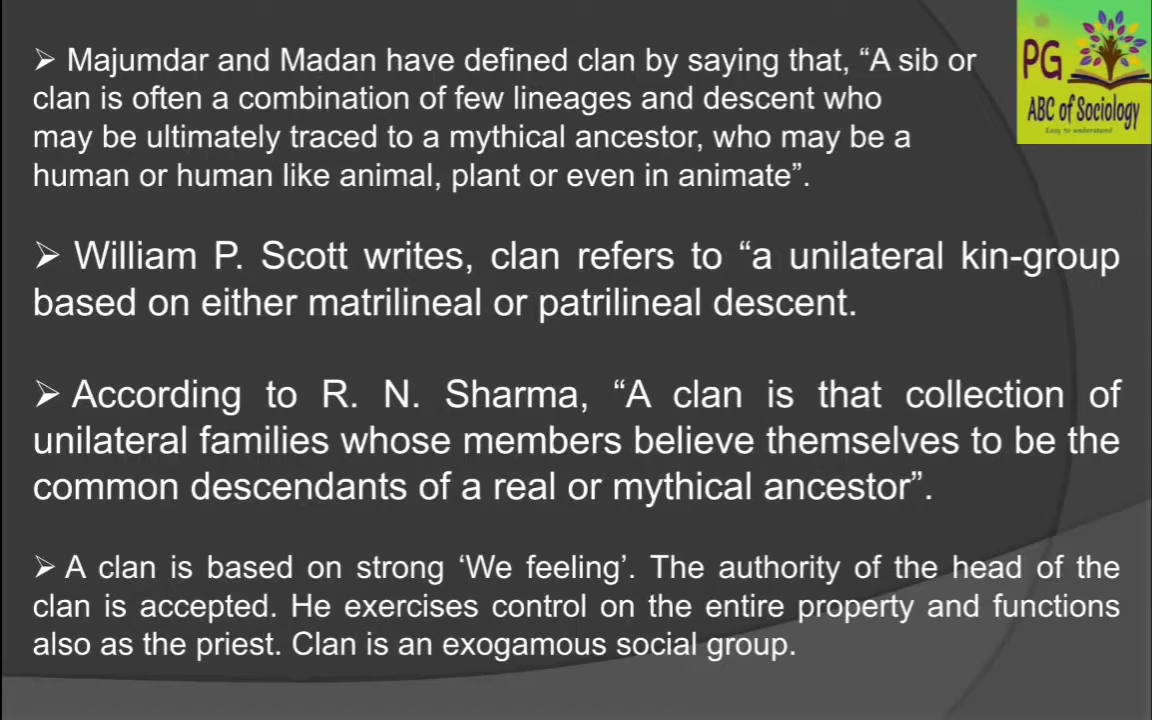 ➢ Majumdar and Madan have defined clan by saying that, “A sib or
clan is often a combination of few lineages and descent who
may be ultimately traced to a mythical ancestor, who may be a
human or human like animal, plant or even in animate”.
➢ William P. Scott writes, clan refers to “a unilateral kin-group
based on either matrilineal or patrilineal descent.
➢ According to R. N. Sharma, “A clan is that collection of
unilateral families whose members believe themselves to be the
common descendants of a real or mythical ancestor”.
➢ A clan is based on strong ‘We feeling’. The authority of the head of the
clan is accepted. He exercises control on the entire property and functions
also as the priest. Clan is an exogamous social group.
PG
ABC of Sociology
Easy to understand